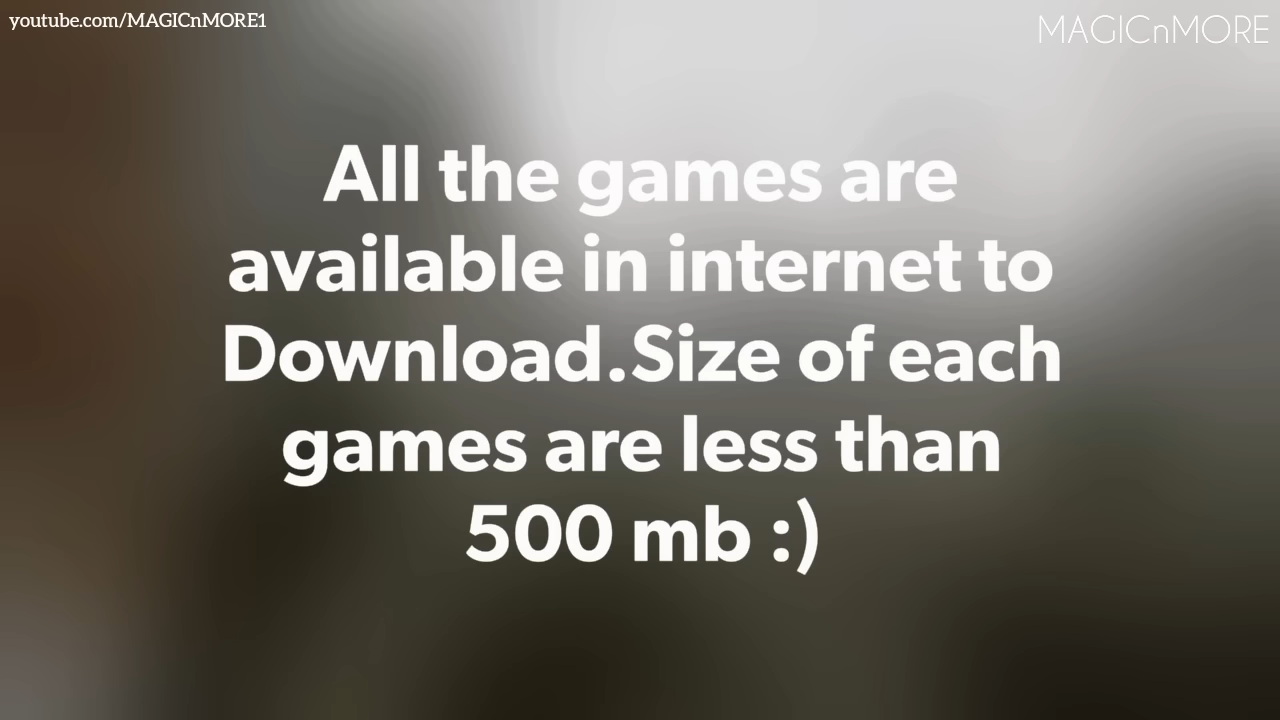 youtube.com/MAGICnMORE1
MAGICnMORE
All the games are
available in internet to
Download.Size of each
games are less than
500 mb :)